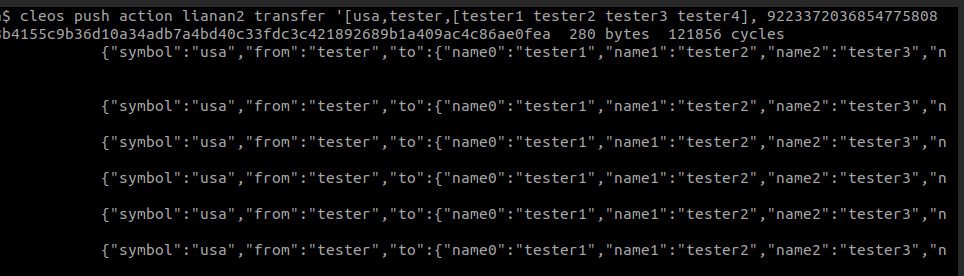 $ cleos push action lianan2 transfer '[usa,tester,[tester1 tester2 tester3 tester4], 9223372036854775808
b4155c9b36d10a34adb7a4bd40c33fdc3c421892689b1a409ac4c86ae0fea  280 bytes  121856 cycles
{"symbol":"usa","from":"tester","to":{"name0":"tester1","name1":"tester2","name2":"tester3","n
{"symbol":"usa","from":"tester","to":{"name0":"tester1","name1":"tester2","name2":"tester3","n
{"symbol":"usa","from":"tester","to":{"name0":"tester1","name1":"tester2","name2":"tester3","n
{"symbol":"usa","from":"tester","to":{"name0":"tester1","name1":"tester2","name2":"tester3","n
{"symbol":"usa","from":"tester","to":{"name0":"tester1","name1":"tester2","name2":"tester3","n
{"symbol":"usa","from":"tester","to":{"name0":"tester1","name1":"tester2","name2":"tester3","n